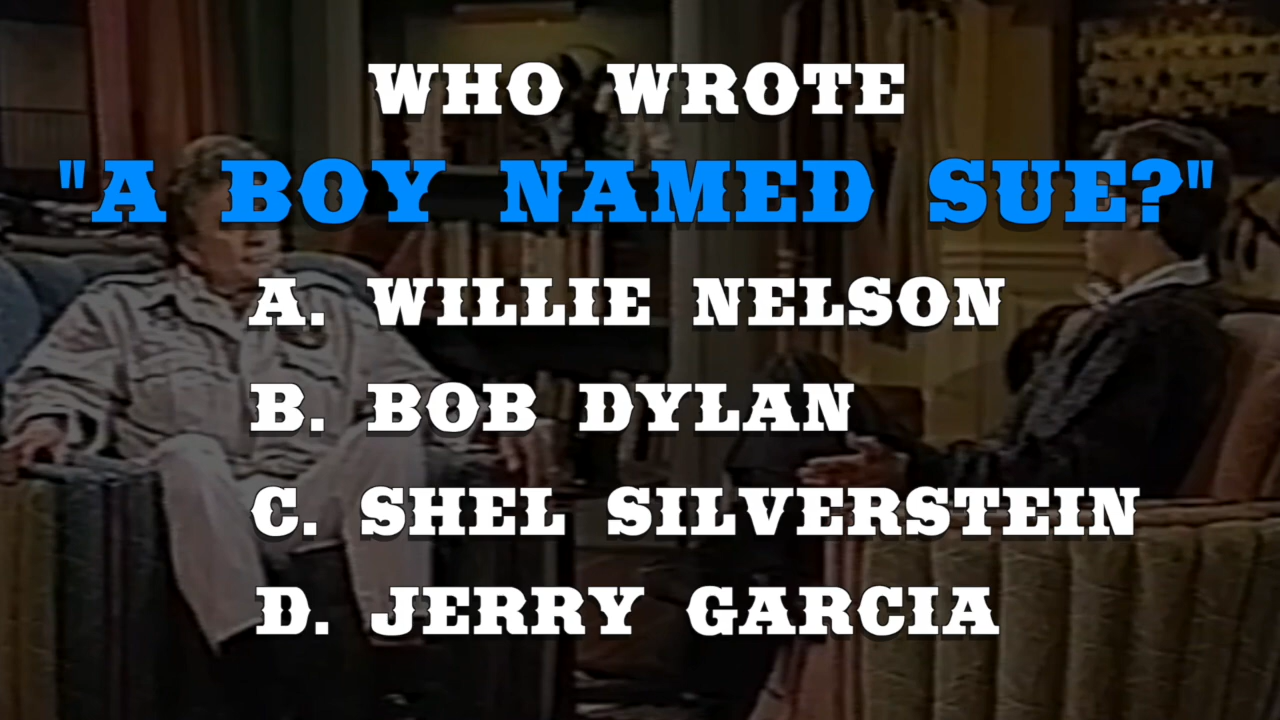 WHO WROTE
"A BOY NAMED SUE?"
A. WILLIE NELSON
B. BOB DYLAN
C. SHEL SILVERSTEIN
D. JERRY GARCIA